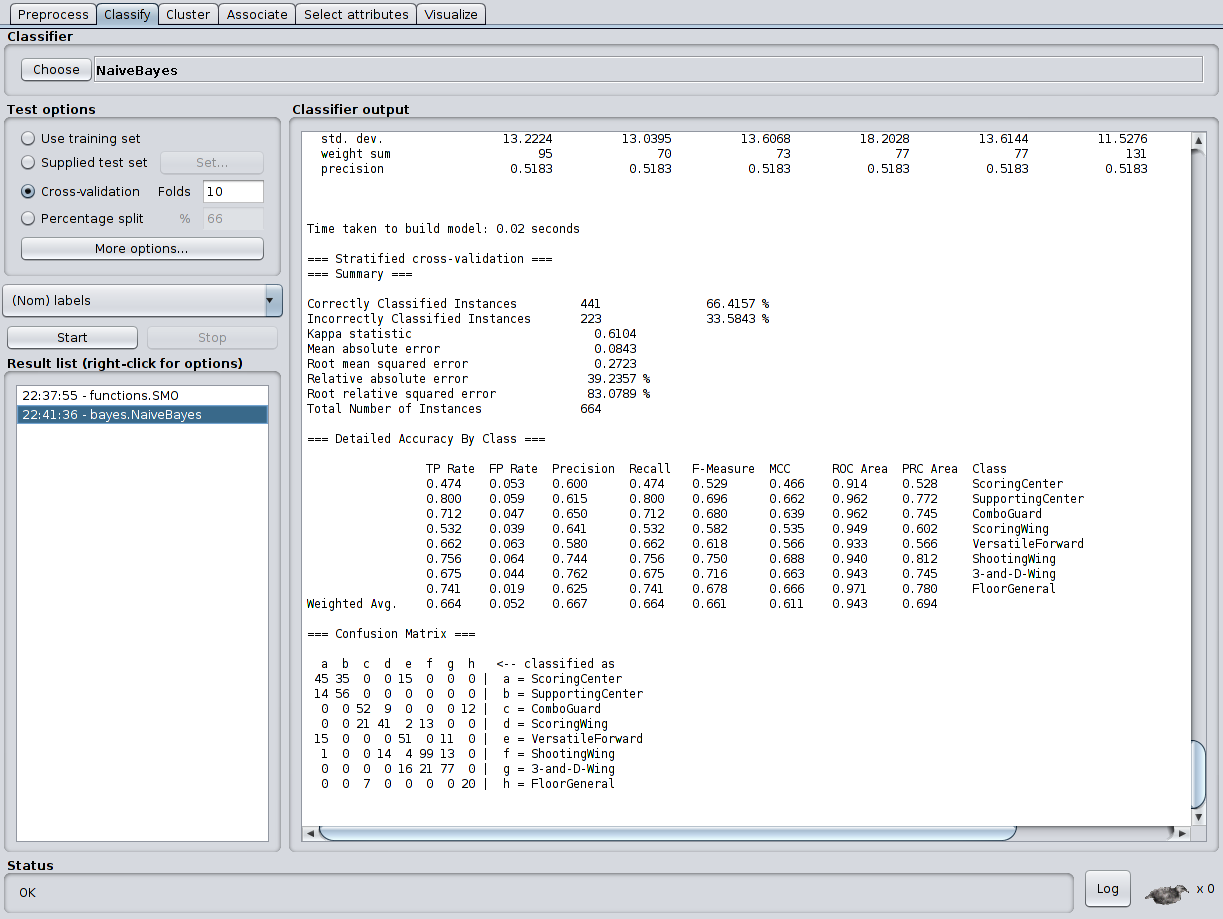 Preprocess Classify Cluster Associate Select attributes Visualize
Classifier
Choose NaiveBayes
Test options
Use training set
Supplied test set Set...
Cross-validation Folds 10
Percentage split % 66
More options...
(Nom) labels
Start Stop
Result list (right-click for options)
22:37:55 - functions.SMO
22:41:36 - bayes.NaiveBayes
Classifier output
std. dev. 13.2224 13.0395 13.6068 18.2028 13.6144 11.5276
weight sum 95 70 73 77 77 131
precision 0.5183 0.5183 0.5183 0.5183 0.5183 0.5183
Time taken to build model: 0.02 seconds
=== Stratified cross-validation ===
=== Summary ===
Correctly Classified Instances 441 66.4157 %
Incorrectly Classified Instances 223 33.5843 %
Kappa statistic 0.6104
Mean absolute error 0.0843
Root mean squared error 0.2723
Relative absolute error 39.2357 %
Root relative squared error 83.0789 %
Total Number of Instances 664
=== Detailed Accuracy By Class ===
TP Rate FP Rate Precision Recall F-Measure MCC ROC Area PRC Area Class
0.474 0.053 0.600 0.474 0.529 0.466 0.914 0.528 ScoringCenter
0.800 0.059 0.615 0.800 0.696 0.662 0.962 0.772 SupportingCenter
0.712 0.047 0.650 0.712 0.680 0.639 0.962 0.745 ComboGuard
0.532 0.039 0.641 0.532 0.582 0.535 0.949 0.602 ScoringWing
0.662 0.063 0.580 0.662 0.618 0.566 0.933 0.566 VersatileForward
0.756 0.064 0.744 0.756 0.750 0.688 0.940 0.812 ShootingWing
0.675 0.044 0.762 0.675 0.716 0.663 0.943 0.745 3-and-D-Wing
0.741 0.019 0.625 0.741 0.678 0.666 0.971 0.780 FloorGeneral
Weighted Avg. 0.664 0.052 0.667 0.664 0.661 0.611 0.943 0.694
=== Confusion Matrix ===
a b c d e f g h <-- classified as
45 35 0 0 15 0 0 0 | a = ScoringCenter
14 56 0 0 0 0 0 0 | b = SupportingCenter
0 0 52 9 0 0 0 12 | c = ComboGuard
0 0 21 41 2 13 0 0 | d = ScoringWing
15 0 0 0 51 0 11 0 | e = VersatileForward
1 0 0 14 4 99 13 0 | f = ShootingWing
0 0 0 0 16 21 77 0 | g = 3-and-D-Wing
0 0 7 0 0 0 0 20 | h = FloorGeneral
Status
OK
Log x 0